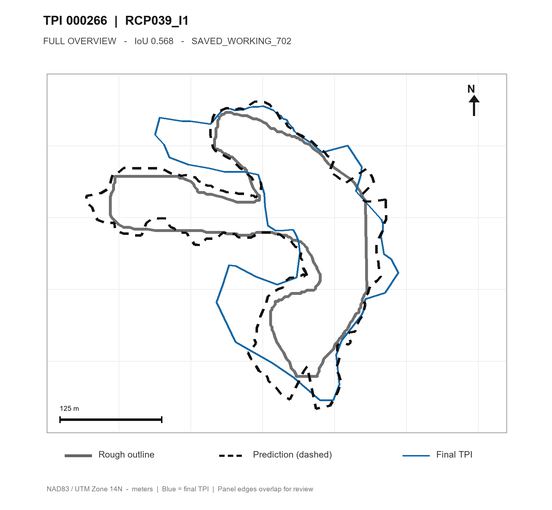 TPI 000266 | RCP039_I1
FULL OVERVIEW - IoU 0.568 - SAVED_WORKING_702
N
125 m
Rough outline
Prediction (dashed)
Final TPI
NAD83 / UTM Zone 14N - meters | Blue = final TPI | Panel edges overlap for review